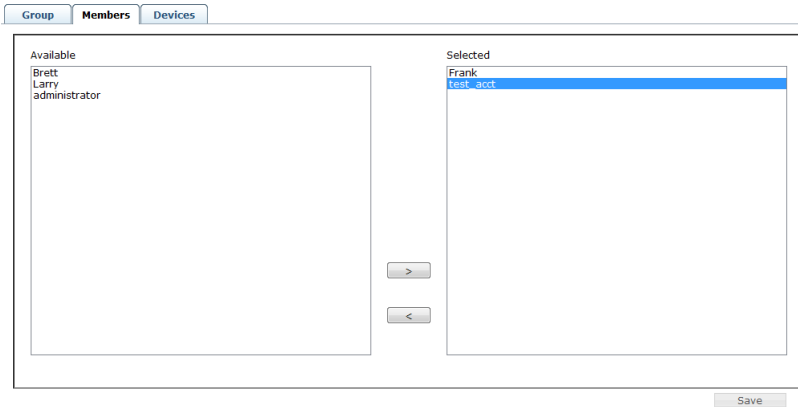 Group Members Devices
Available
Brett
Larry
administrator
>
<
Selected
Frank
test_acct
Save